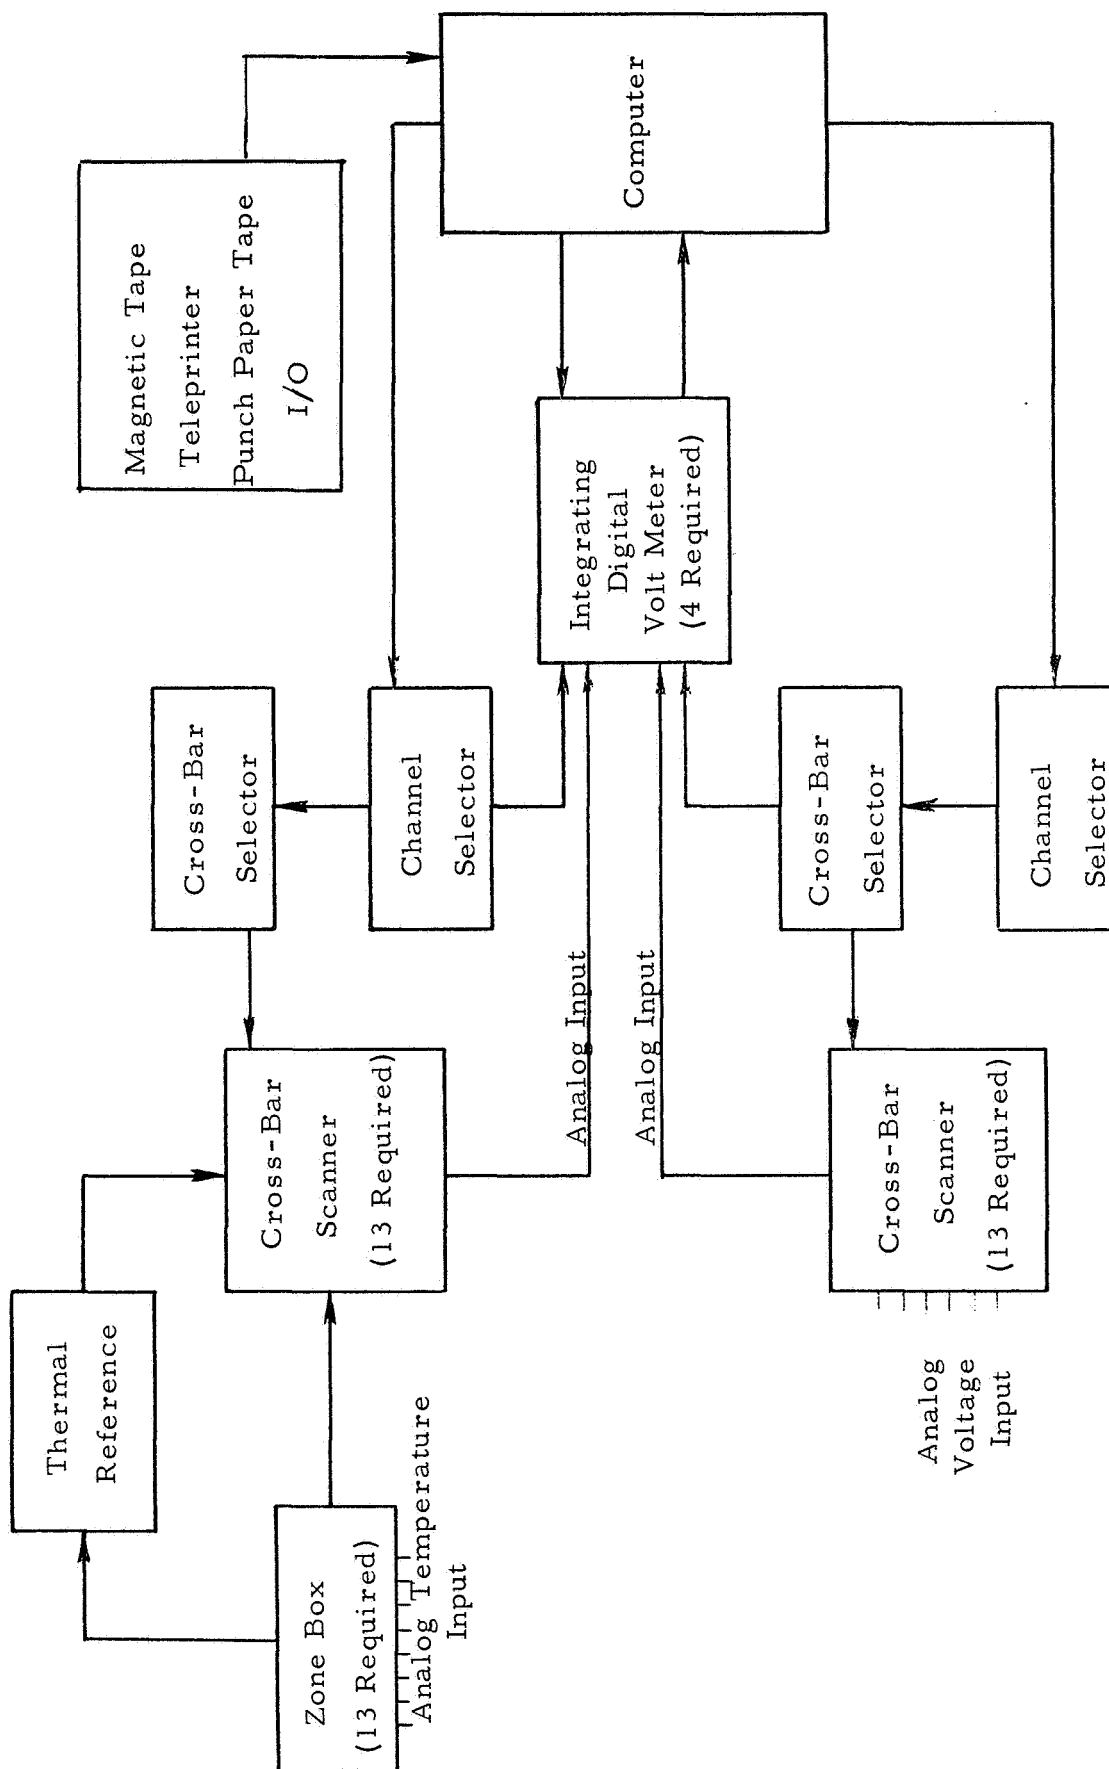 Thermal
Reference
Zone Box
(13 Required)
Analog Temperature
Input
Cross-Bar
Scanner
(13 Required)
Cross-Bar
Selector
Channel
Selector
Magnetic Tape
Teleprinter
Punch Paper Tape
I/O
Computer
Integrating
Digital
Volt Meter
(4 Required)
Analog Input
Analog Input
Analog
Voltage
Input
Cross-Bar
Scanner
(13 Required)
Cross-Bar
Selector
Channel
Selector